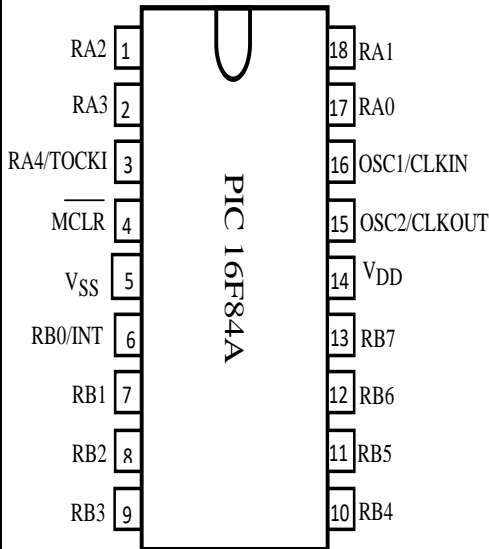 RA2 1 18 RA1
RA3 2 17 RA0
RA4/TOCKI 3 16 OSC1/CLKIN
MCLR 4 15 OSC2/CLKOUT
VSS 5 14 VDD
RB0/INT 6 13 RB7
RB1 7 12 RB6
RB2 8 11 RB5
RB3 9 10 RB4
PIC 16F84A